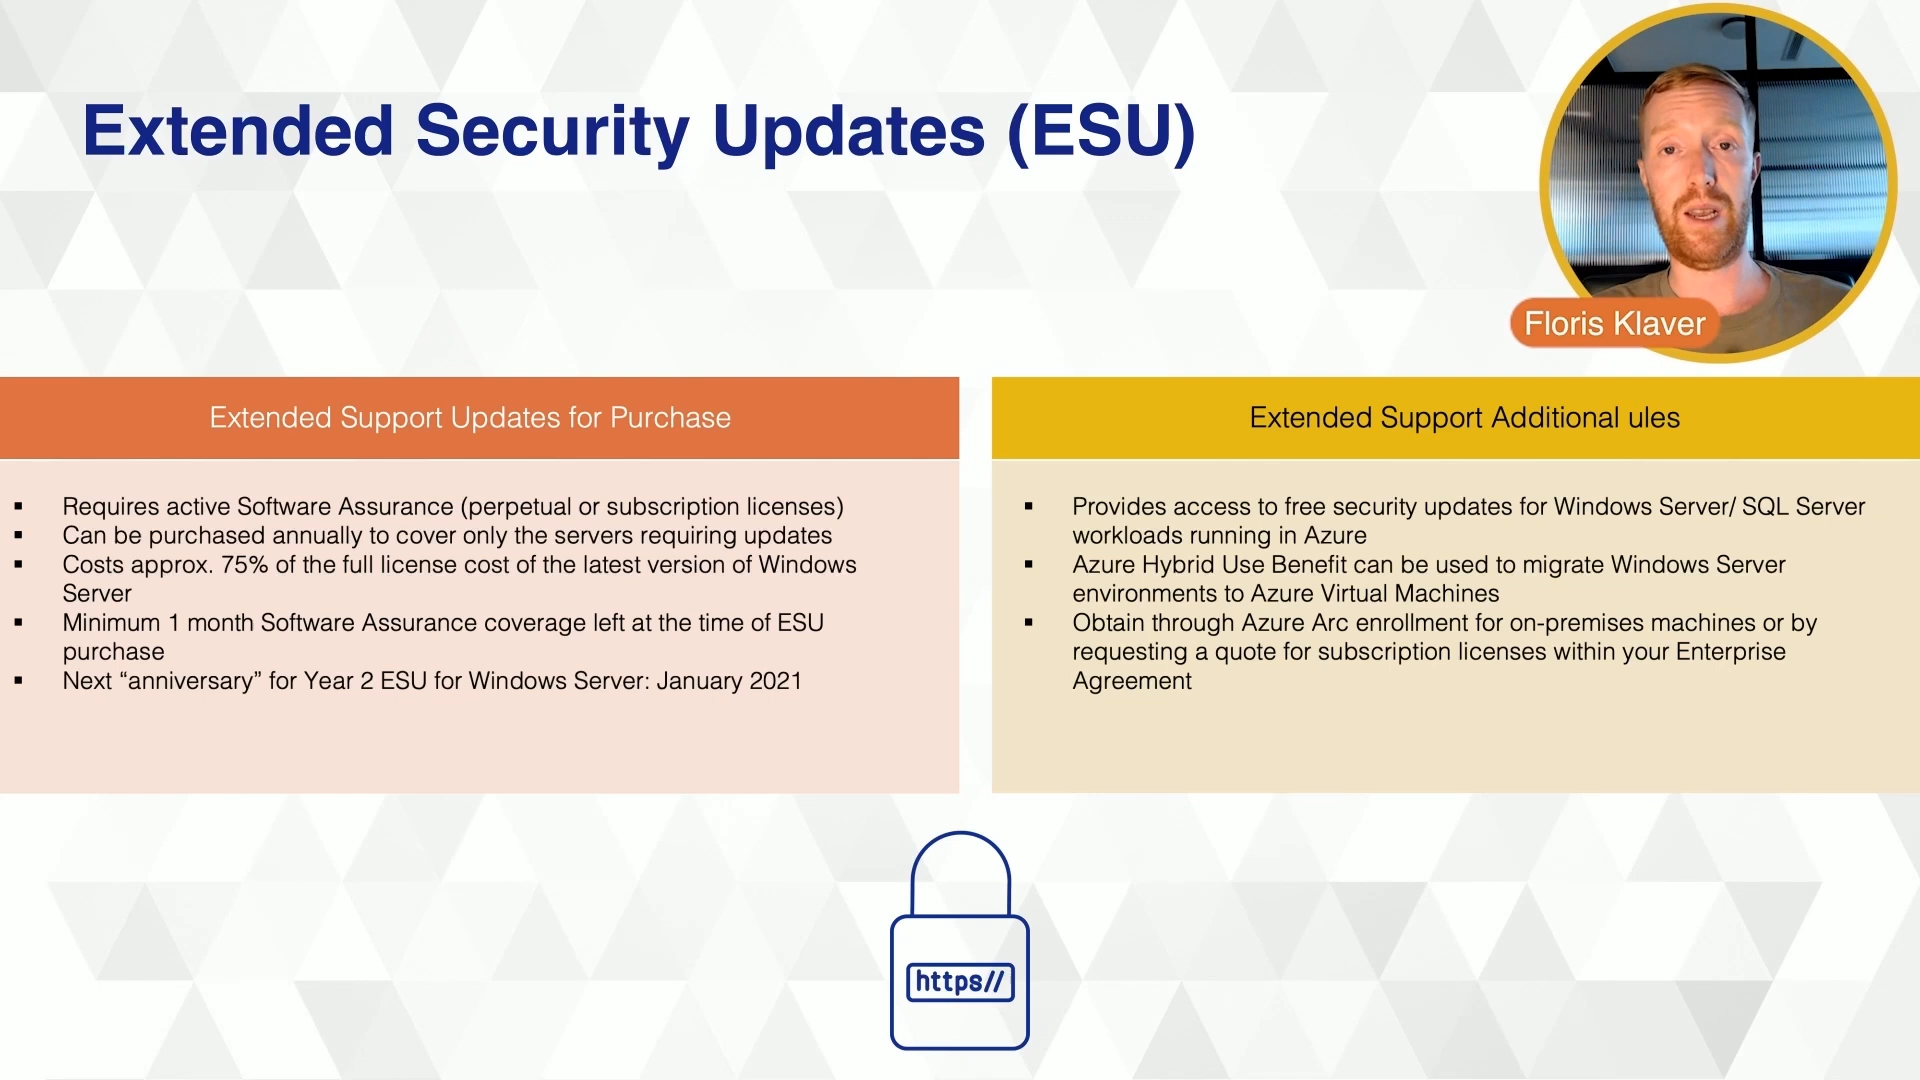 Extended Security Updates (ESU)
Floris Klaver
Extended Support Updates for Purchase
▪ Requires active Software Assurance (perpetual or subscription licenses)
▪ Can be purchased annually to cover only the servers requiring updates
▪ Costs approx. 75% of the full license cost of the latest version of Windows
Server
▪ Minimum 1 month Software Assurance coverage left at the time of ESU
purchase
▪ Next “anniversary” for Year 2 ESU for Windows Server: January 2021
Extended Support Additional ules
▪ Provides access to free security updates for Windows Server/ SQL Server
workloads running in Azure
▪ Azure Hybrid Use Benefit can be used to migrate Windows Server
environments to Azure Virtual Machines
▪ Obtain through Azure Arc enrollment for on-premises machines or by
requesting a quote for subscription licenses within your Enterprise
Agreement
https//